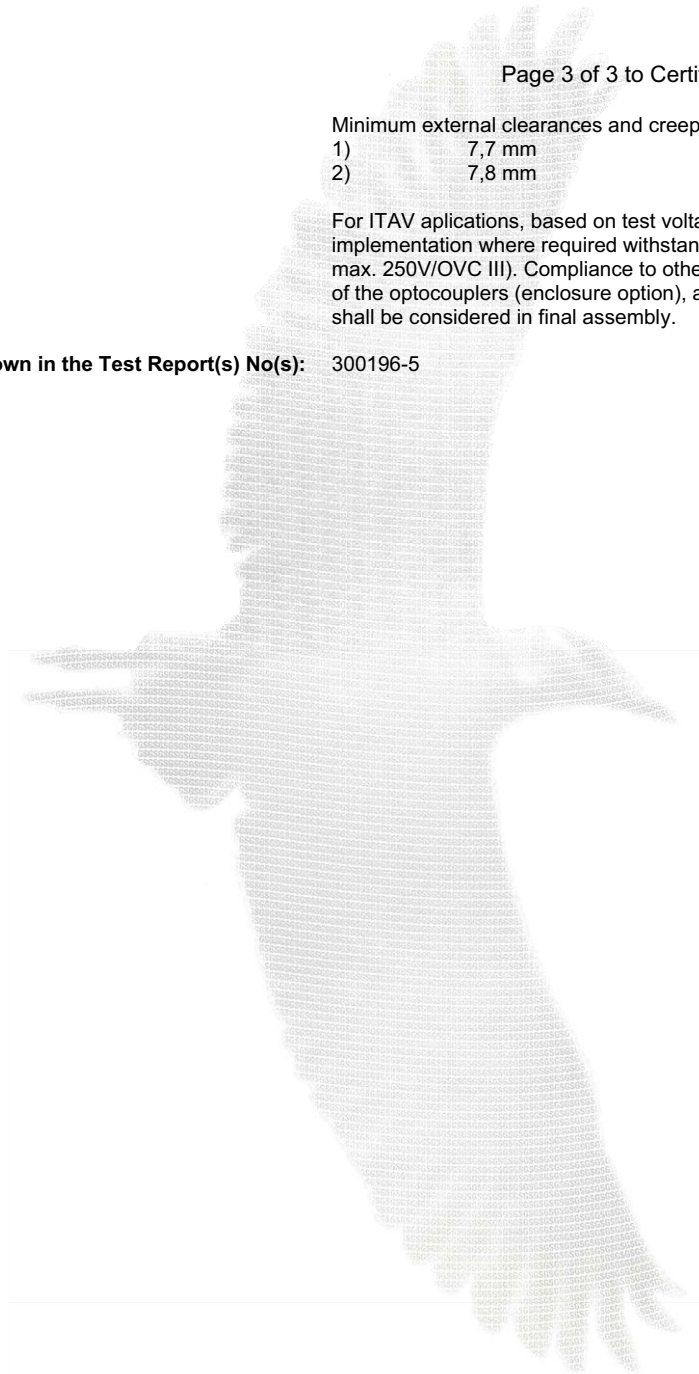 Page 3 of 3 to Certi
Minimum external clearances and creep
1) 7,7 mm
2) 7,8 mm
For ITAV aplications, based on test volta
implementation where required withstan
max. 250V/OVC III). Compliance to othe
of the optocouplers (enclosure option), a
shall be considered in final assembly.
own in the Test Report(s) No(s): 300196-5